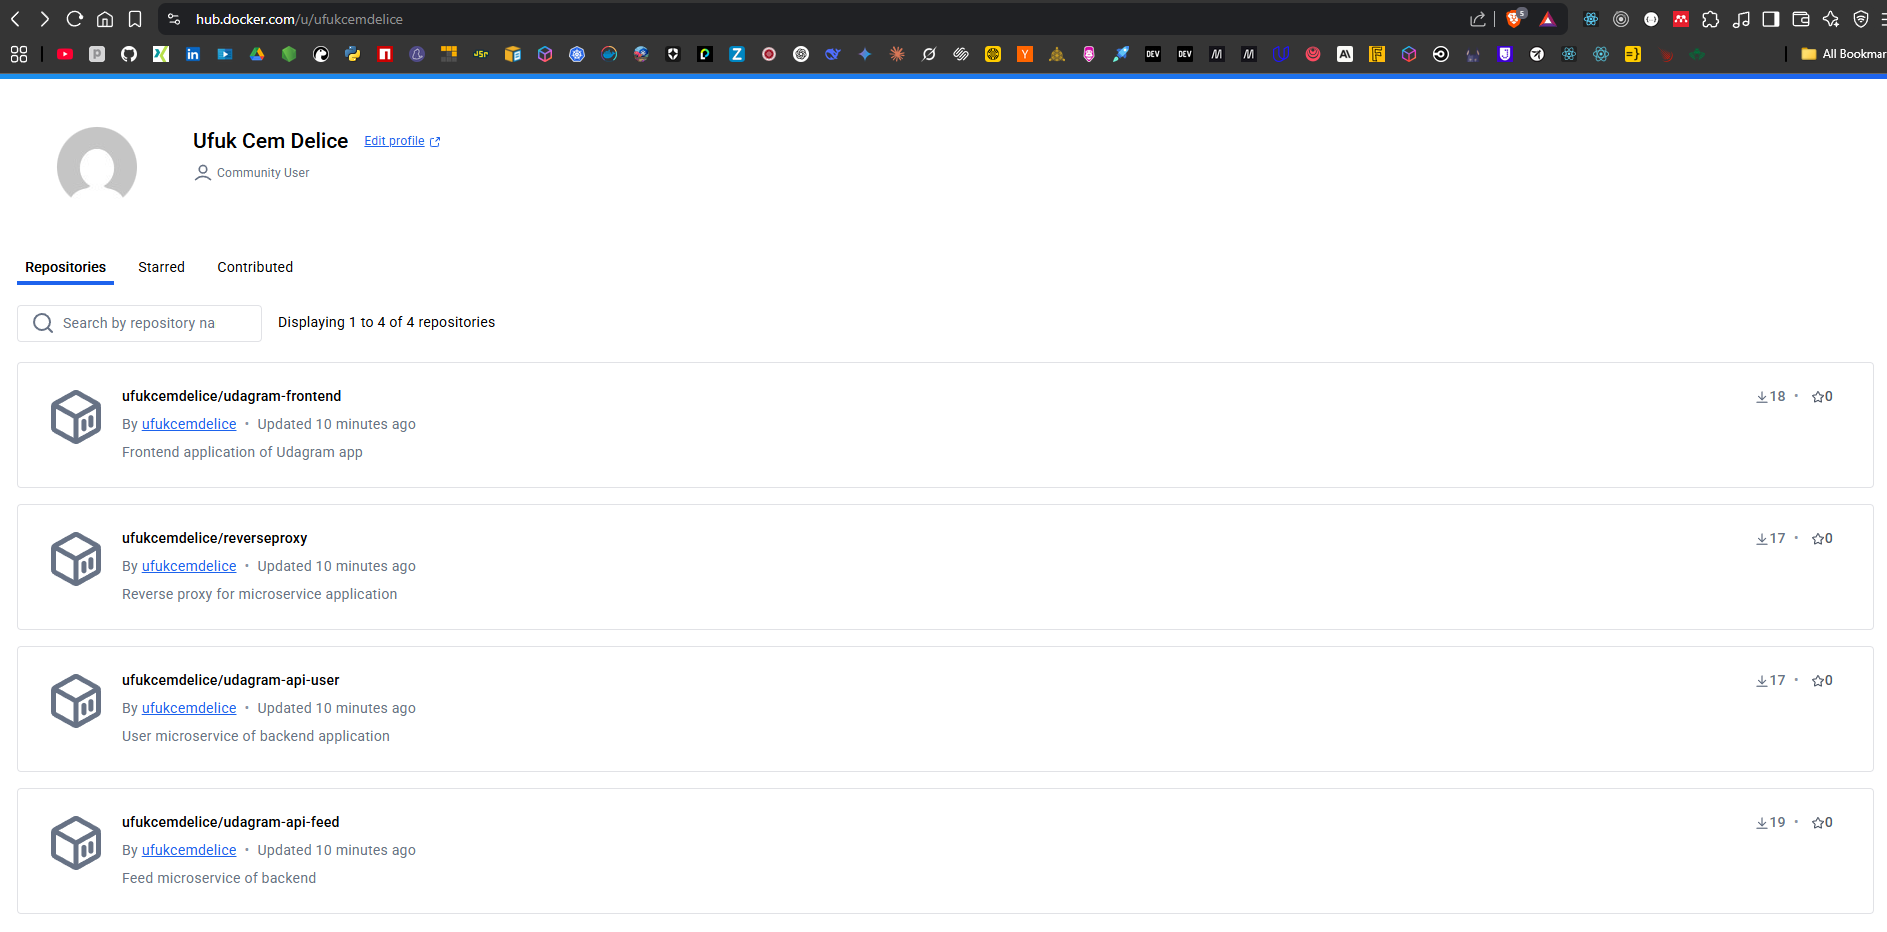 hub.docker.com/u/ufukcemdelice
5
All Bookmar
Ufuk Cem Delice
Edit profile
Community User
Repositories
Starred
Contributed
Search by repository na
Displaying 1 to 4 of 4 repositories
ufukcemdelice/udagram-frontend
18 • 0
By ufukcemdelice • Updated 10 minutes ago
Frontend application of Udagram app
ufukcemdelice/reverseproxy
17 • 0
By ufukcemdelice • Updated 10 minutes ago
Reverse proxy for microservice application
ufukcemdelice/udagram-api-user
17 • 0
By ufukcemdelice • Updated 10 minutes ago
User microservice of backend application
ufukcemdelice/udagram-api-feed
19 • 0
By ufukcemdelice • Updated 10 minutes ago
Feed microservice of backend